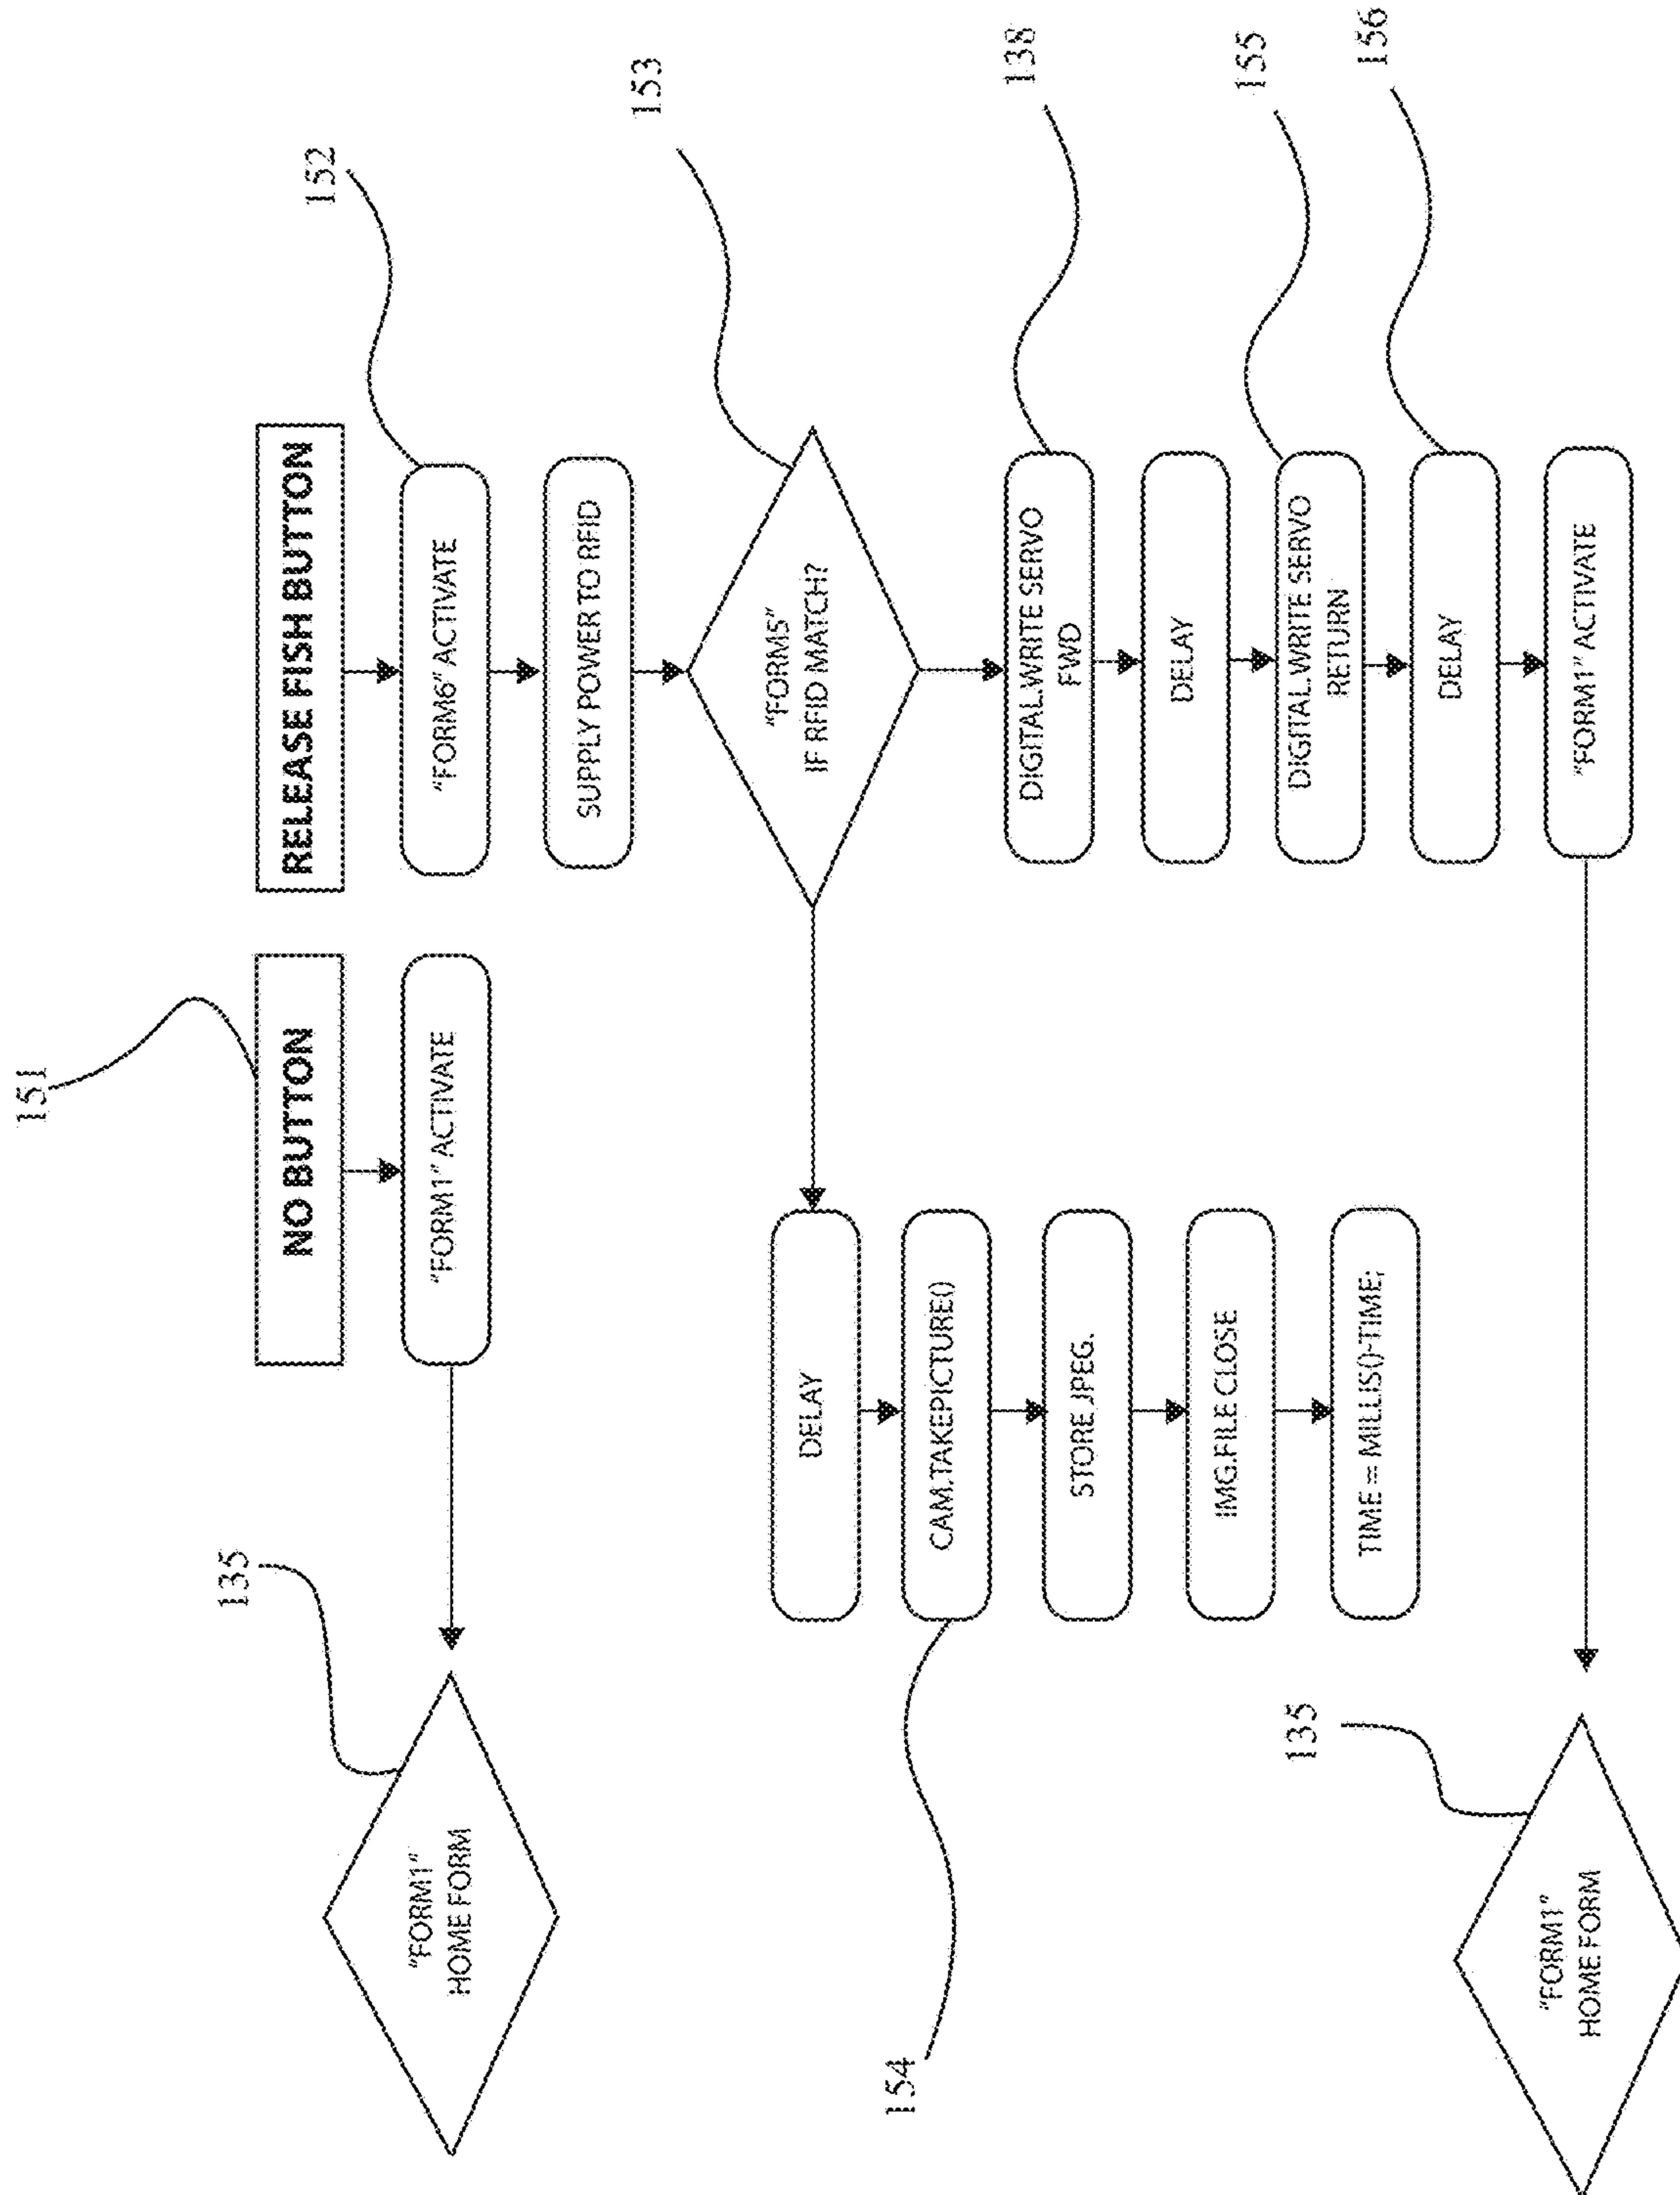 151
NO BUTTON
"FORM1" ACTIVATE
135
"FORM1"
HOME FORM
RELEASE FISH BUTTON
152
"FORM6" ACTIVATE
SUPPLY POWER TO RFID
153
"FORM5"
IF RFID MATCH?
DELAY
154
CAM.TAKEPICTURE()
STORE JPEG.
IMG.FILE CLOSE
TIME = MILLIS()-TIME;
138
DIGITAL.WRITE SERVO
FWD
DELAY
155
DIGITAL.WRITE SERVO
RETURN
156
DELAY
"FORM1" ACTIVATE
135
"FORM1"
HOME FORM